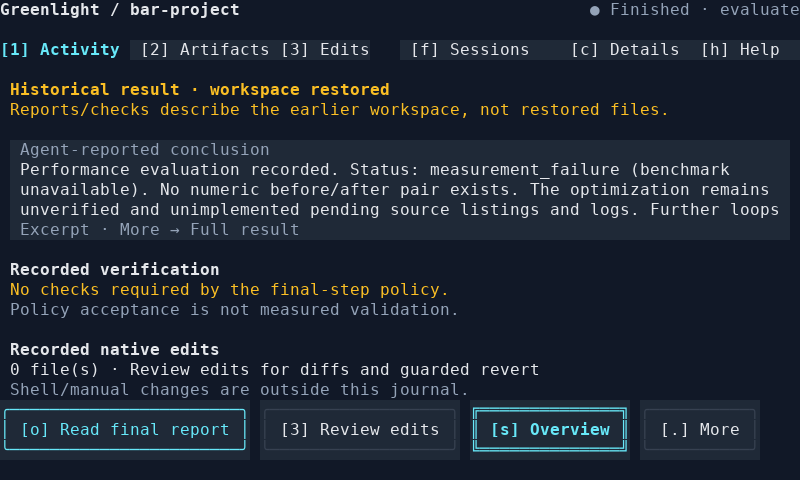 Greenlight / bar-project ● Finished · evaluate
[1] Activity [2] Artifacts [3] Edits [f] Sessions [c] Details [h] Help
Historical result · workspace restored
Reports/checks describe the earlier workspace, not restored files.
Agent-reported conclusion
Performance evaluation recorded. Status: measurement_failure (benchmark
unavailable). No numeric before/after pair exists. The optimization remains
unverified and unimplemented pending source listings and logs. Further loops
Excerpt · More → Full result
Recorded verification
No checks required by the final-step policy.
Policy acceptance is not measured validation.
Recorded native edits
0 file(s) · Review edits for diffs and guarded revert
Shell/manual changes are outside this journal.
[o] Read final report [3] Review edits [s] Overview [.] More